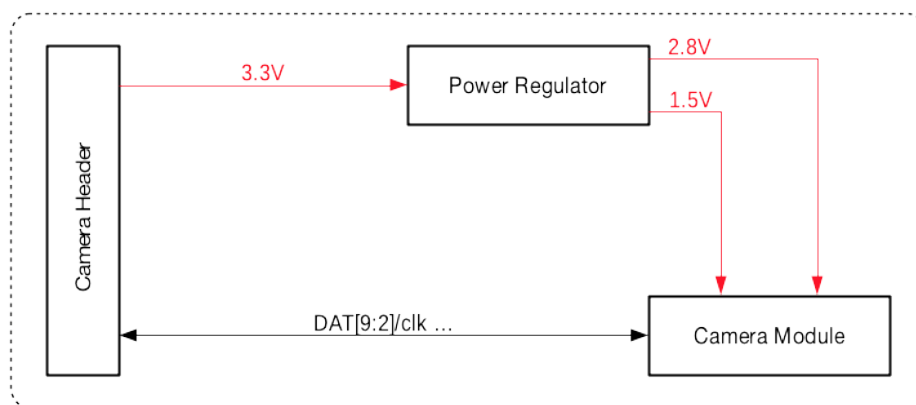 2.8V
3.3V
Power Regulator
1.5V
Camera Header
DAT[9:2]/clk ...
Camera Module